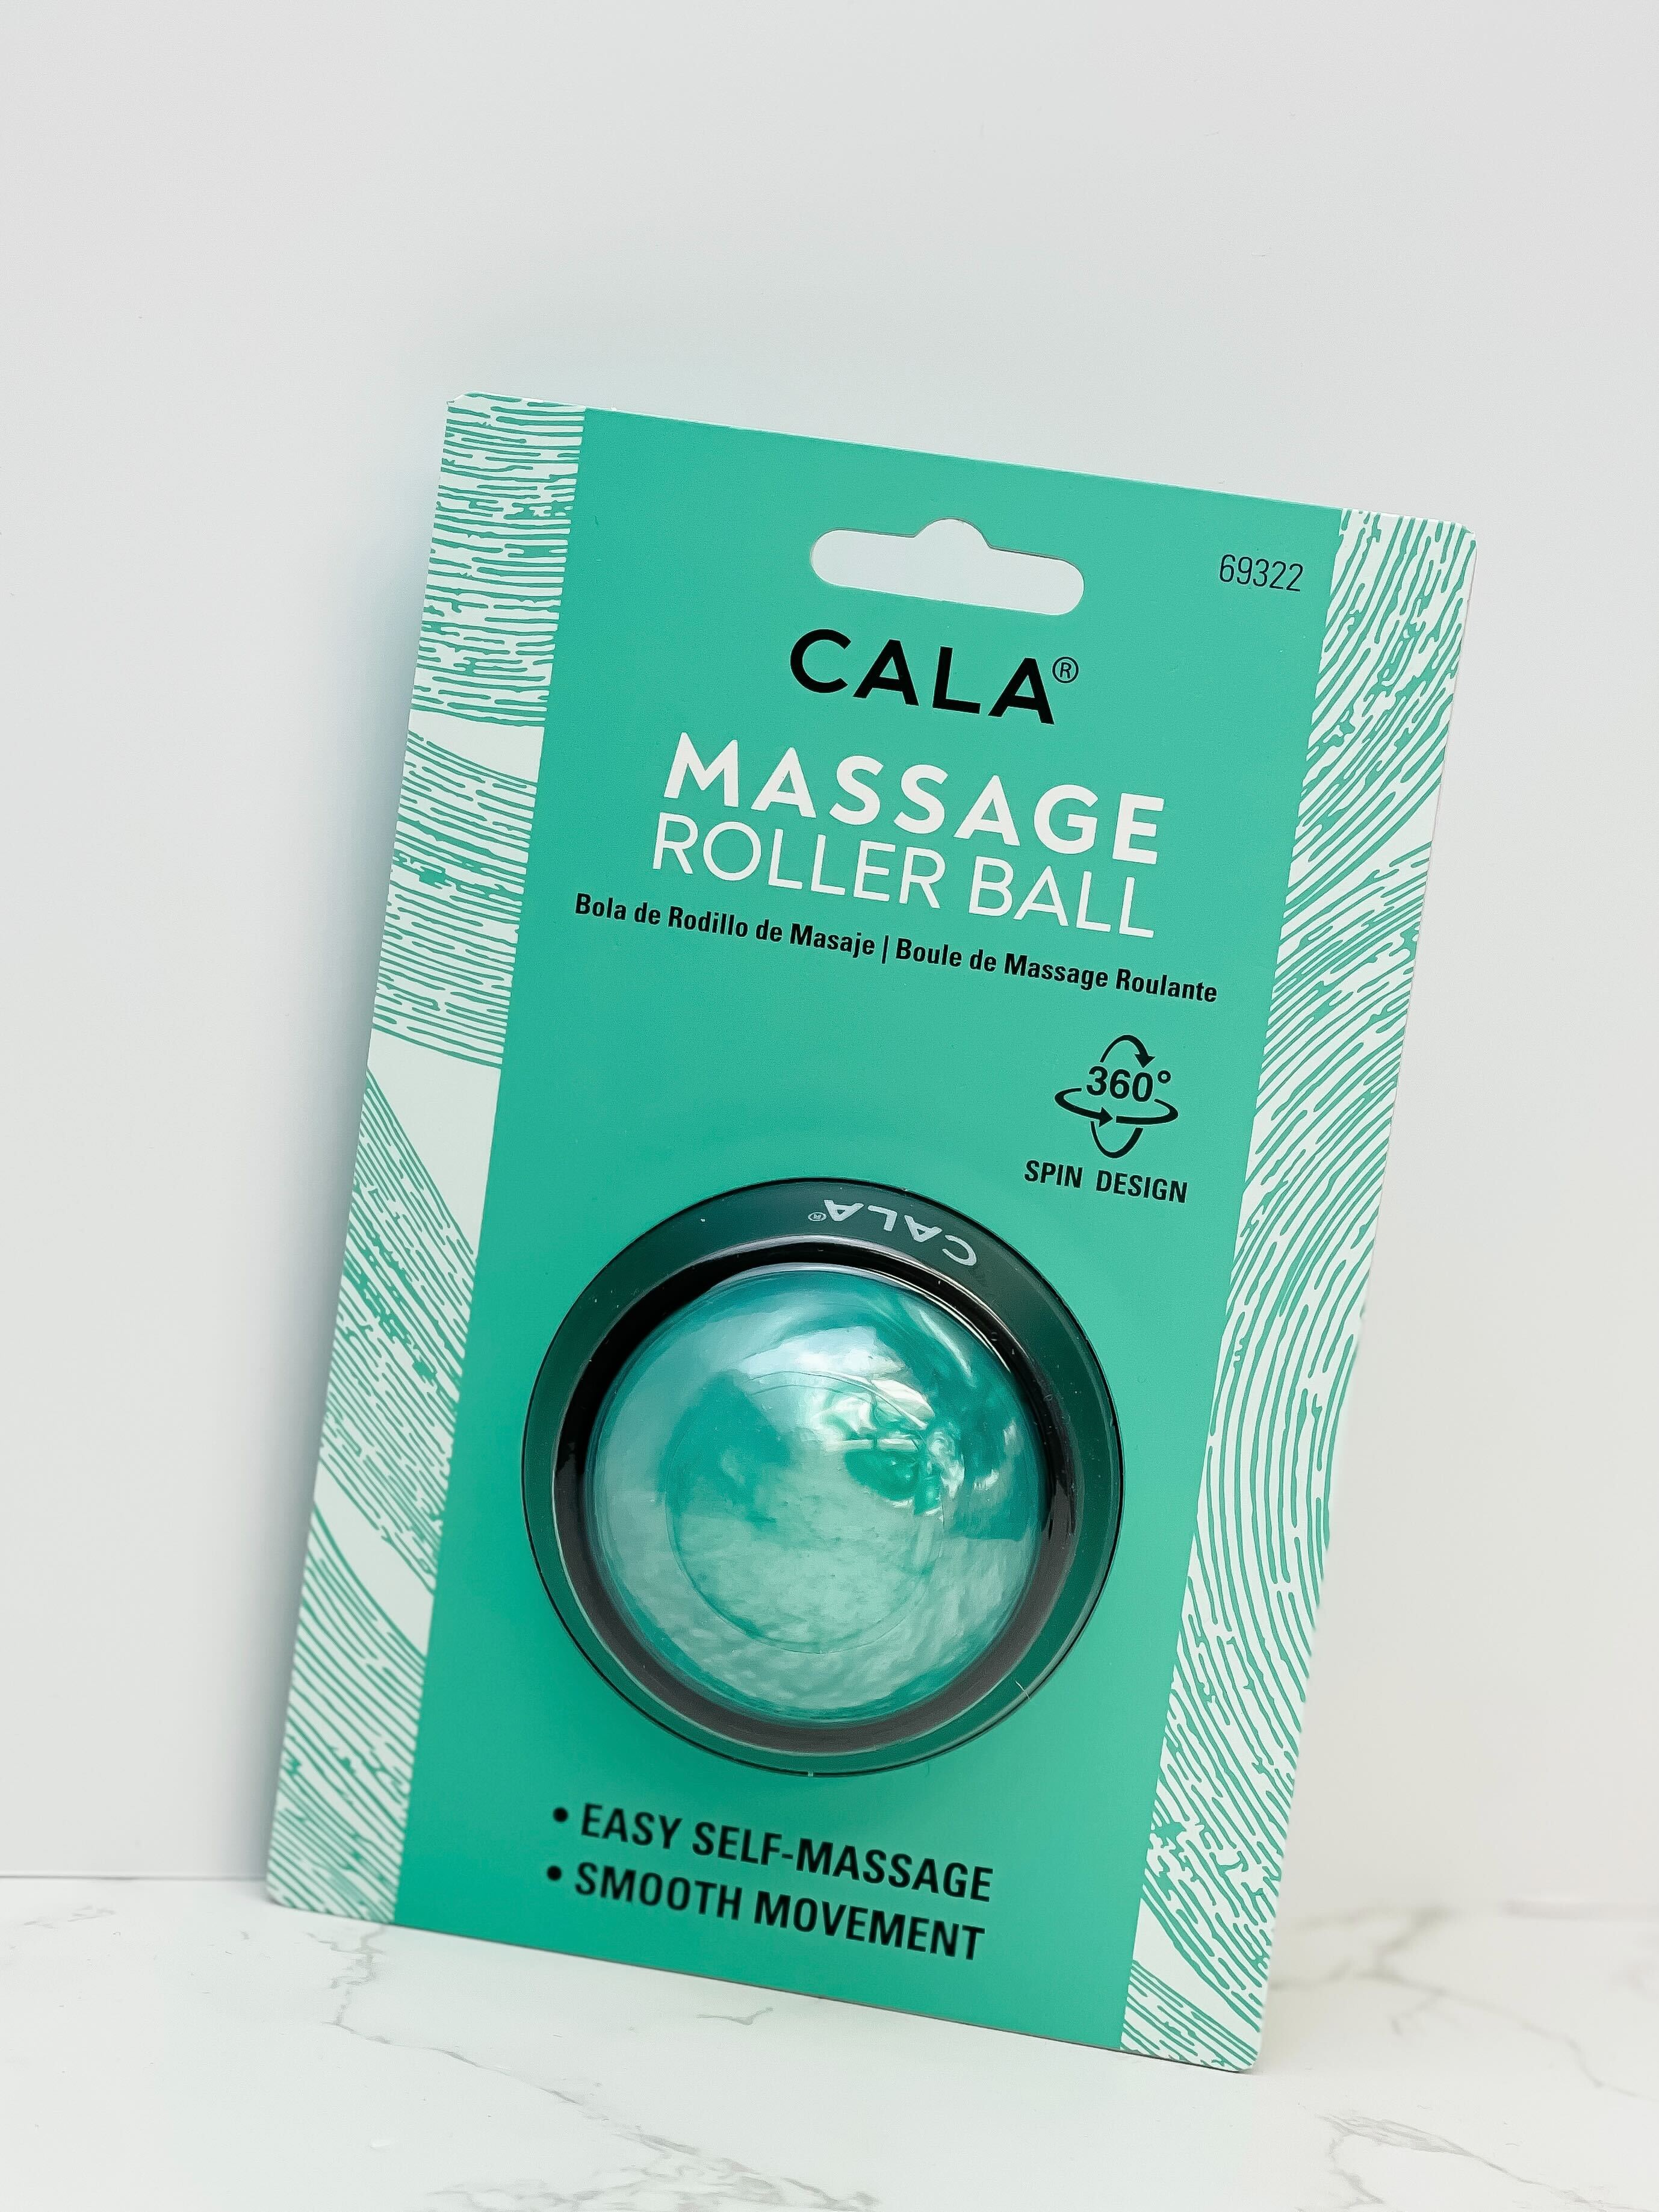 69322
CALA®
MASSAGE
ROLLER BALL
Bola de Rodillo de Masaje | Boule de Massage Roulante
360°
SPIN DESIGN
CALA®
• EASY SELF-MASSAGE
• SMOOTH MOVEMENT